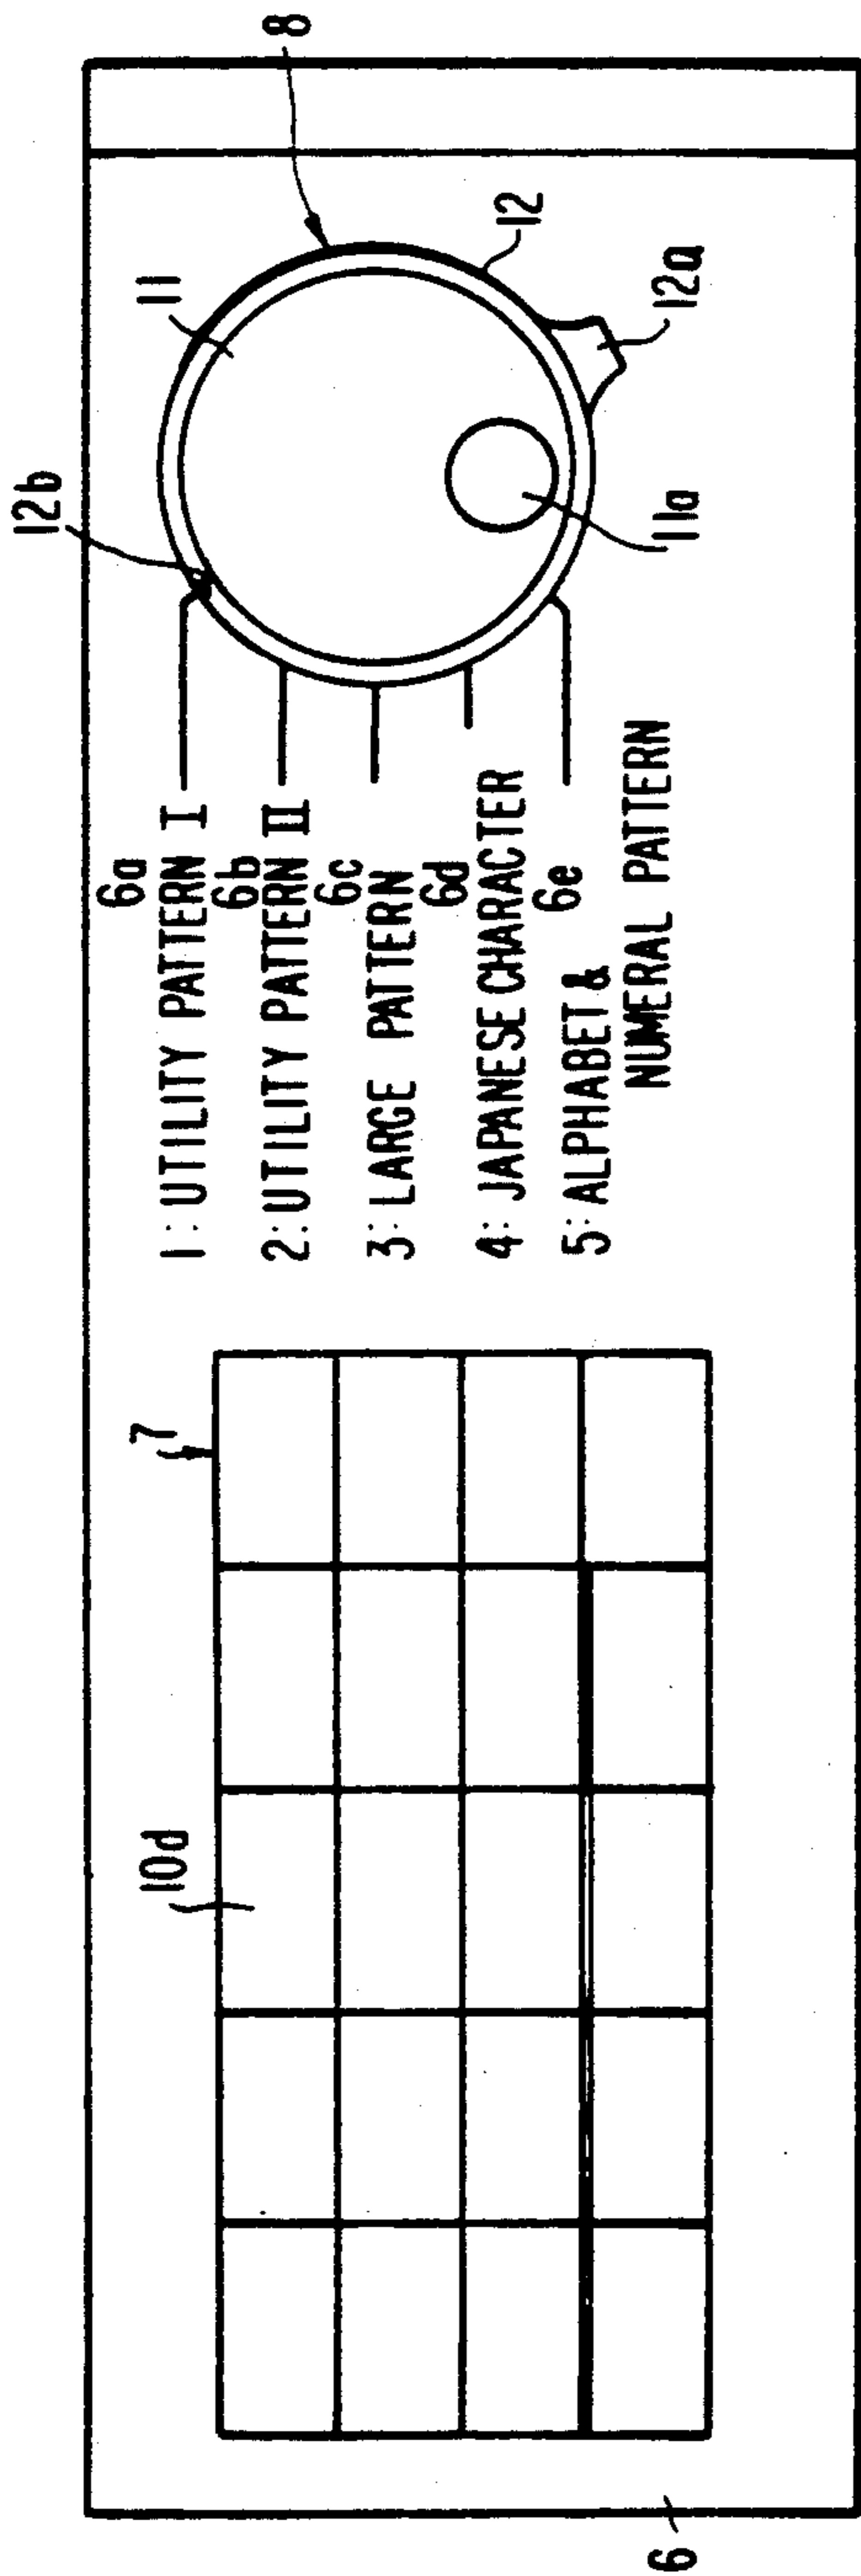 8
11
12b
12
12a
11a
6a
1: UTILITY PATTERN I
6b
2: UTILITY PATTERN II
6c
3: LARGE PATTERN
6d
4: JAPANESE CHARACTER
6e
5: ALPHABET &
NUMERAL PATTERN
7
10d
6